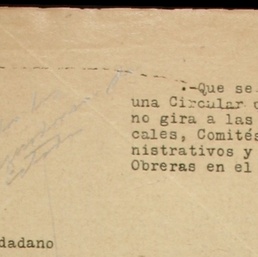 .-Que se
una Circular
no gira a las
cales, Comités
nistrativos y
Obreras en el
dadano